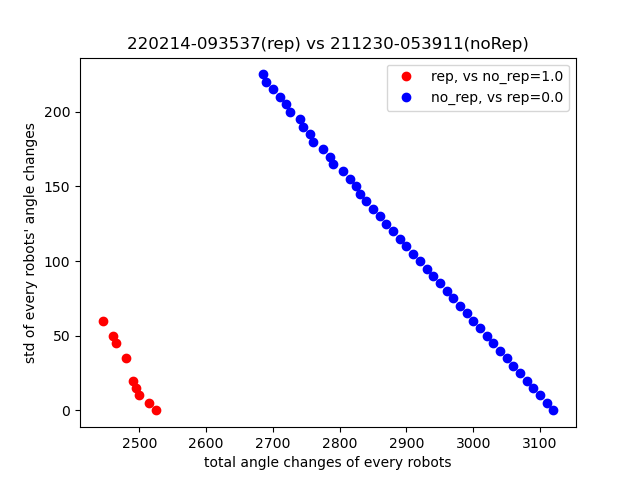 220214-093537(rep) vs 211230-053911(noRep)
rep, vs no_rep=1.0
no_rep, vs rep=0.0
std of every robots' angle changes
200
150
100
50
0
2500 2600 2700 2800 2900 3000 3100
total angle changes of every robots